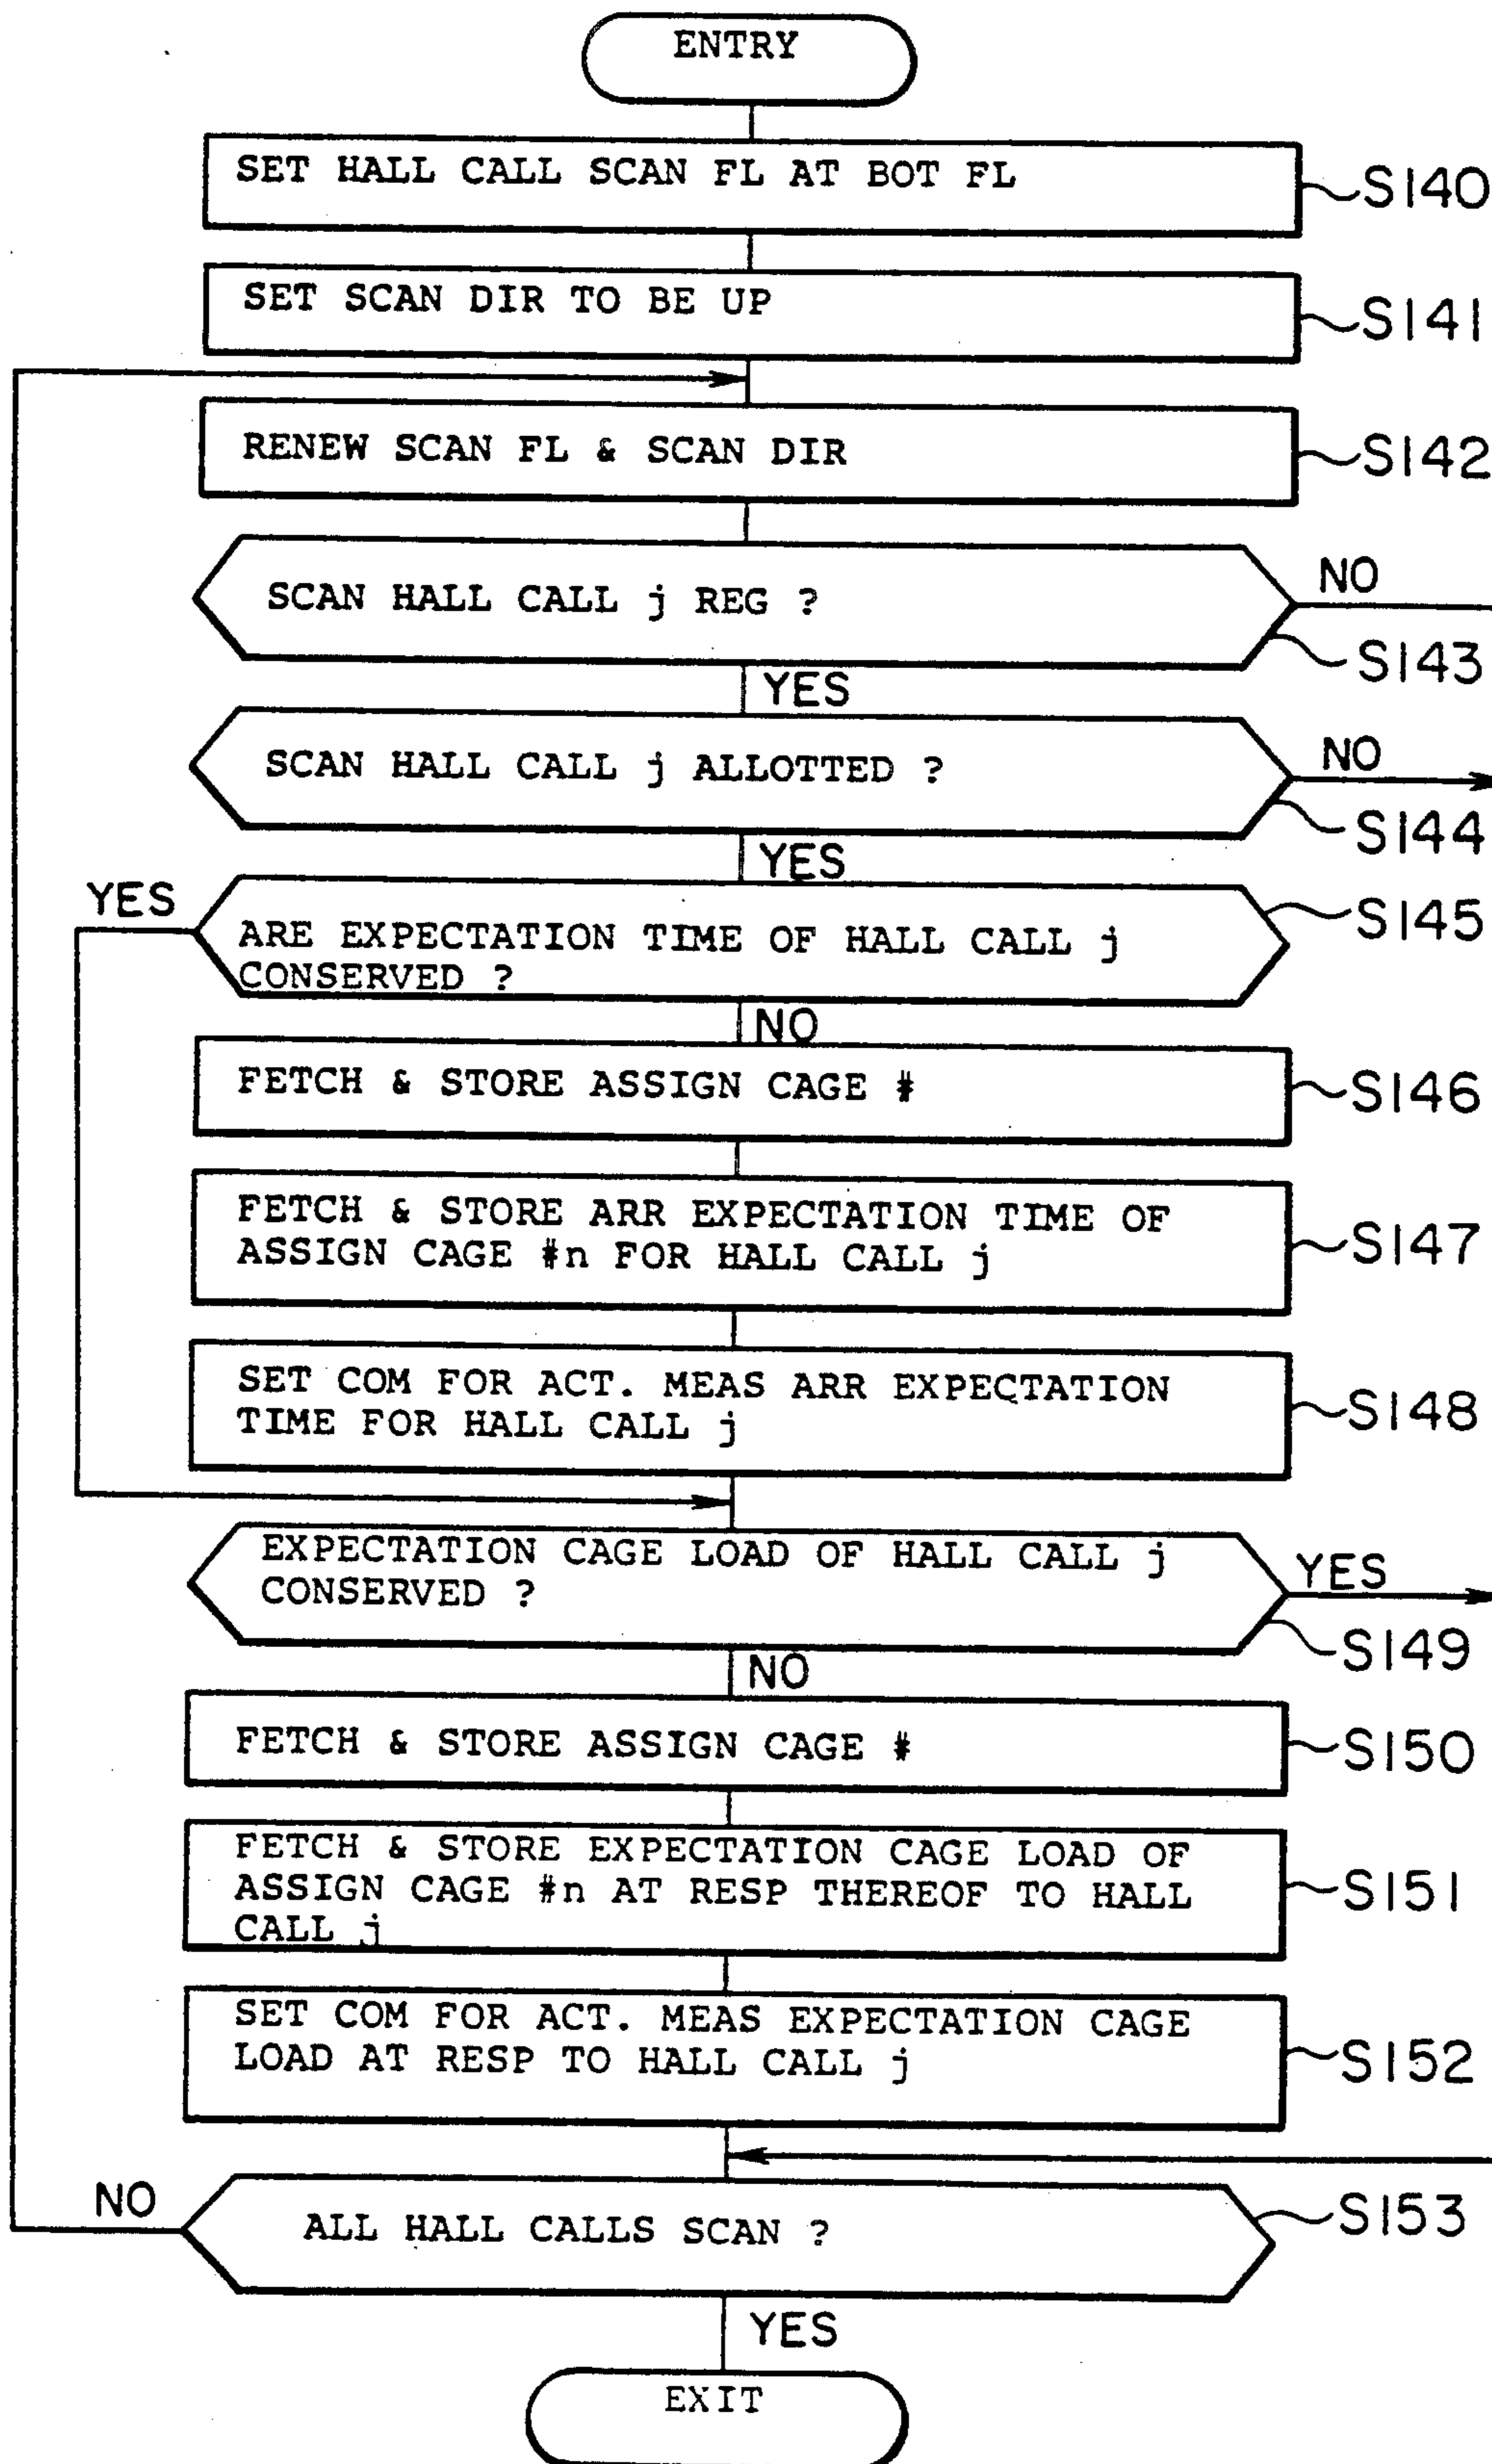 ENTRY
SET HALL CALL SCAN FL AT BOT FL
S140
SET SCAN DIR TO BE UP
S141
RENEW SCAN FL & SCAN DIR
S142
SCAN HALL CALL j REG ?
NO
S143
YES
SCAN HALL CALL j ALLOTTED ?
NO
S144
YES
YES
ARE EXPECTATION TIME OF HALL CALL j
CONSERVED ?
S145
NO
FETCH & STORE ASSIGN CAGE #
S146
FETCH & STORE ARR EXPECTATION TIME OF
ASSIGN CAGE #n FOR HALL CALL j
S147
SET COM FOR ACT. MEAS ARR EXPECTATION
TIME FOR HALL CALL j
S148
EXPECTATION CAGE LOAD OF HALL CALL j
CONSERVED ?
YES
S149
NO
FETCH & STORE ASSIGN CAGE #
S150
FETCH & STORE EXPECTATION CAGE LOAD OF
ASSIGN CAGE #n AT RESP THEREOF TO HALL
CALL j
S151
SET COM FOR ACT. MEAS EXPECTATION CAGE
LOAD AT RESP TO HALL CALL j
S152
NO
ALL HALL CALLS SCAN ?
S153
YES
EXIT